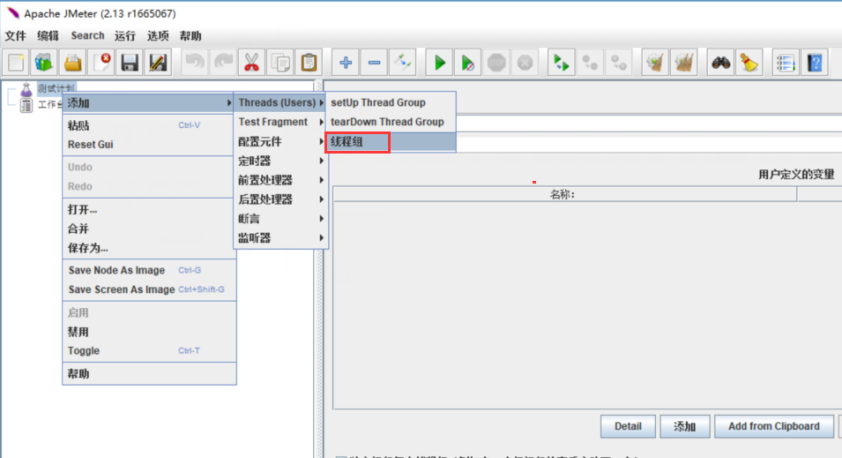 Apache JMeter (2.13 r1665067)
文件 编辑 Search 运行 选项 帮助
测试计划
工作台
添加
粘贴 Ctrl-V
Reset Gui
Undo
Redo
打开...
合并
保存为...
Save Node As Image Ctrl-G
Save Screen As Image Ctrl+Shift-G
启用
禁用
Toggle Ctrl-T
帮助
Threads (Users)
Test Fragment
配置元件
定时器
前置处理器
后置处理器
断言
监听器
setUp Thread Group
tearDown Thread Group
线程组
用户定义的变量
名称:
Detail 添加 Add from Clipboard